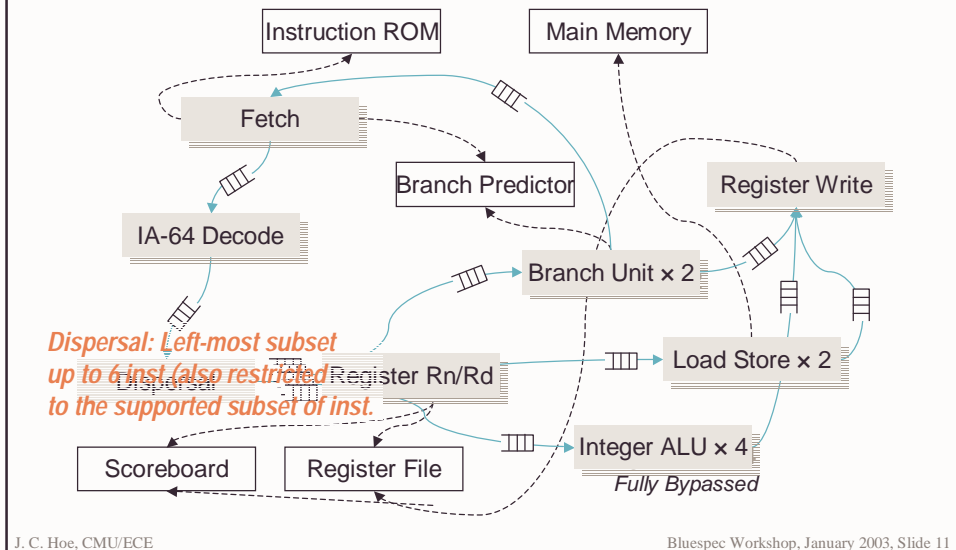 Instruction ROM
Main Memory
Fetch
Branch Predictor
Register Write
IA-64 Decode
Branch Unit × 2
Dispersal: Left-most subset
up to 6 inst (also restricted
to the supported subset of inst.
Dispersal
Register Rn/Rd
Load Store × 2
Scoreboard
Register File
Integer ALU × 4
Fully Bypassed
J. C. Hoe, CMU/ECE
Bluespec Workshop, January 2003, Slide 11